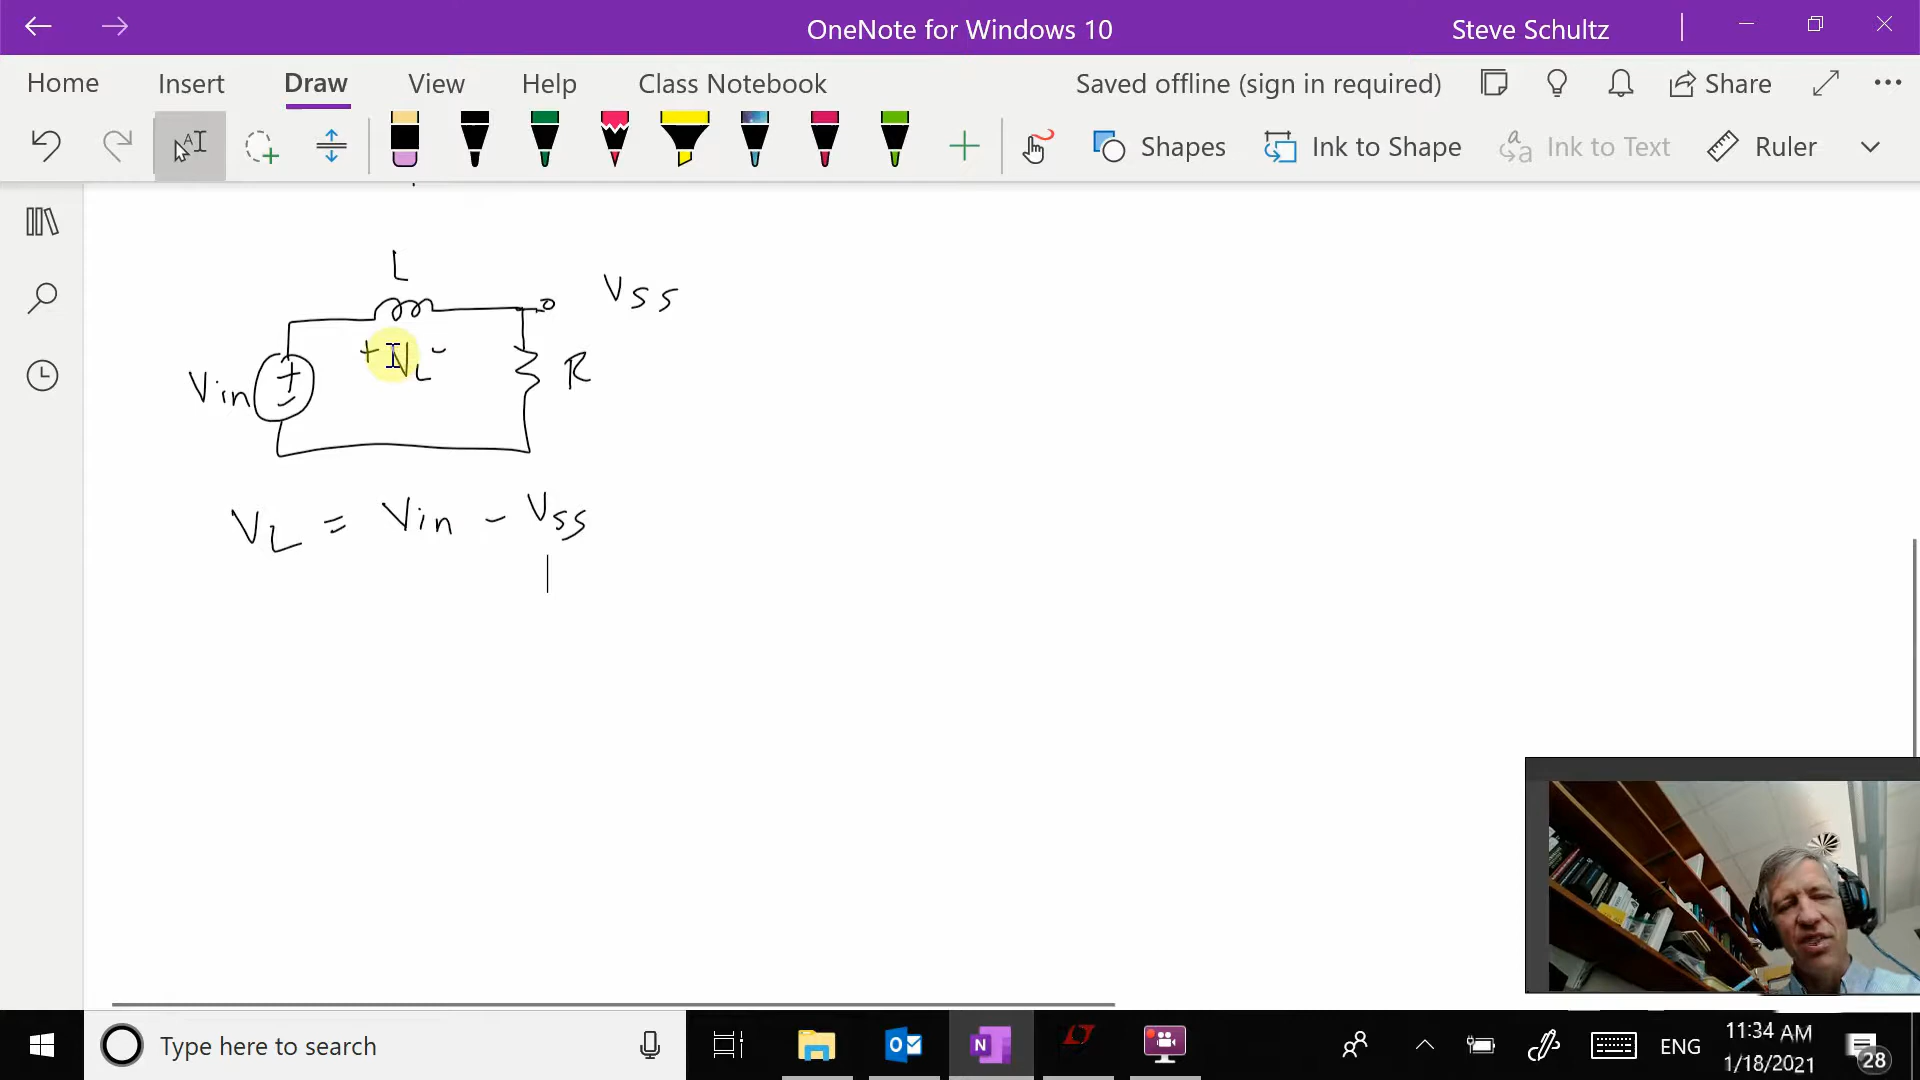 OneNote for Windows 10
Steve Schultz
Home Insert Draw View Help Class Notebook
Saved offline (sign in required)
Share
Shapes
Ink to Shape
Ink to Text
Ruler
L
Vss
+ VL -
Vin
+
-
R
VL = Vin - Vss
Type here to search
ENG
11:34 AM
1/18/2021
28